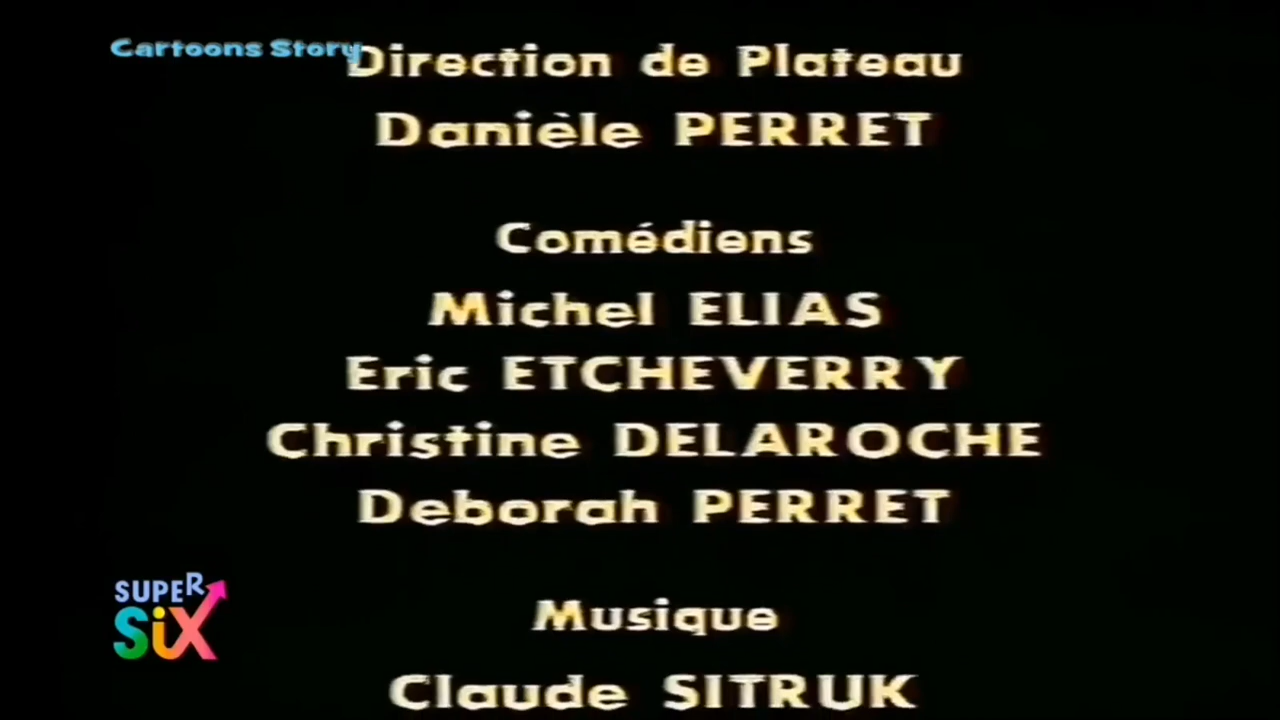 Cartoons Story
Direction de Plateau
Danièle PERRET
Comédiens
Michel ELIAS
Eric ETCHEVERRY
Christine DELAROCHE
Deborah PERRET
Musique
Claude SITRUK
SUPER
SiX